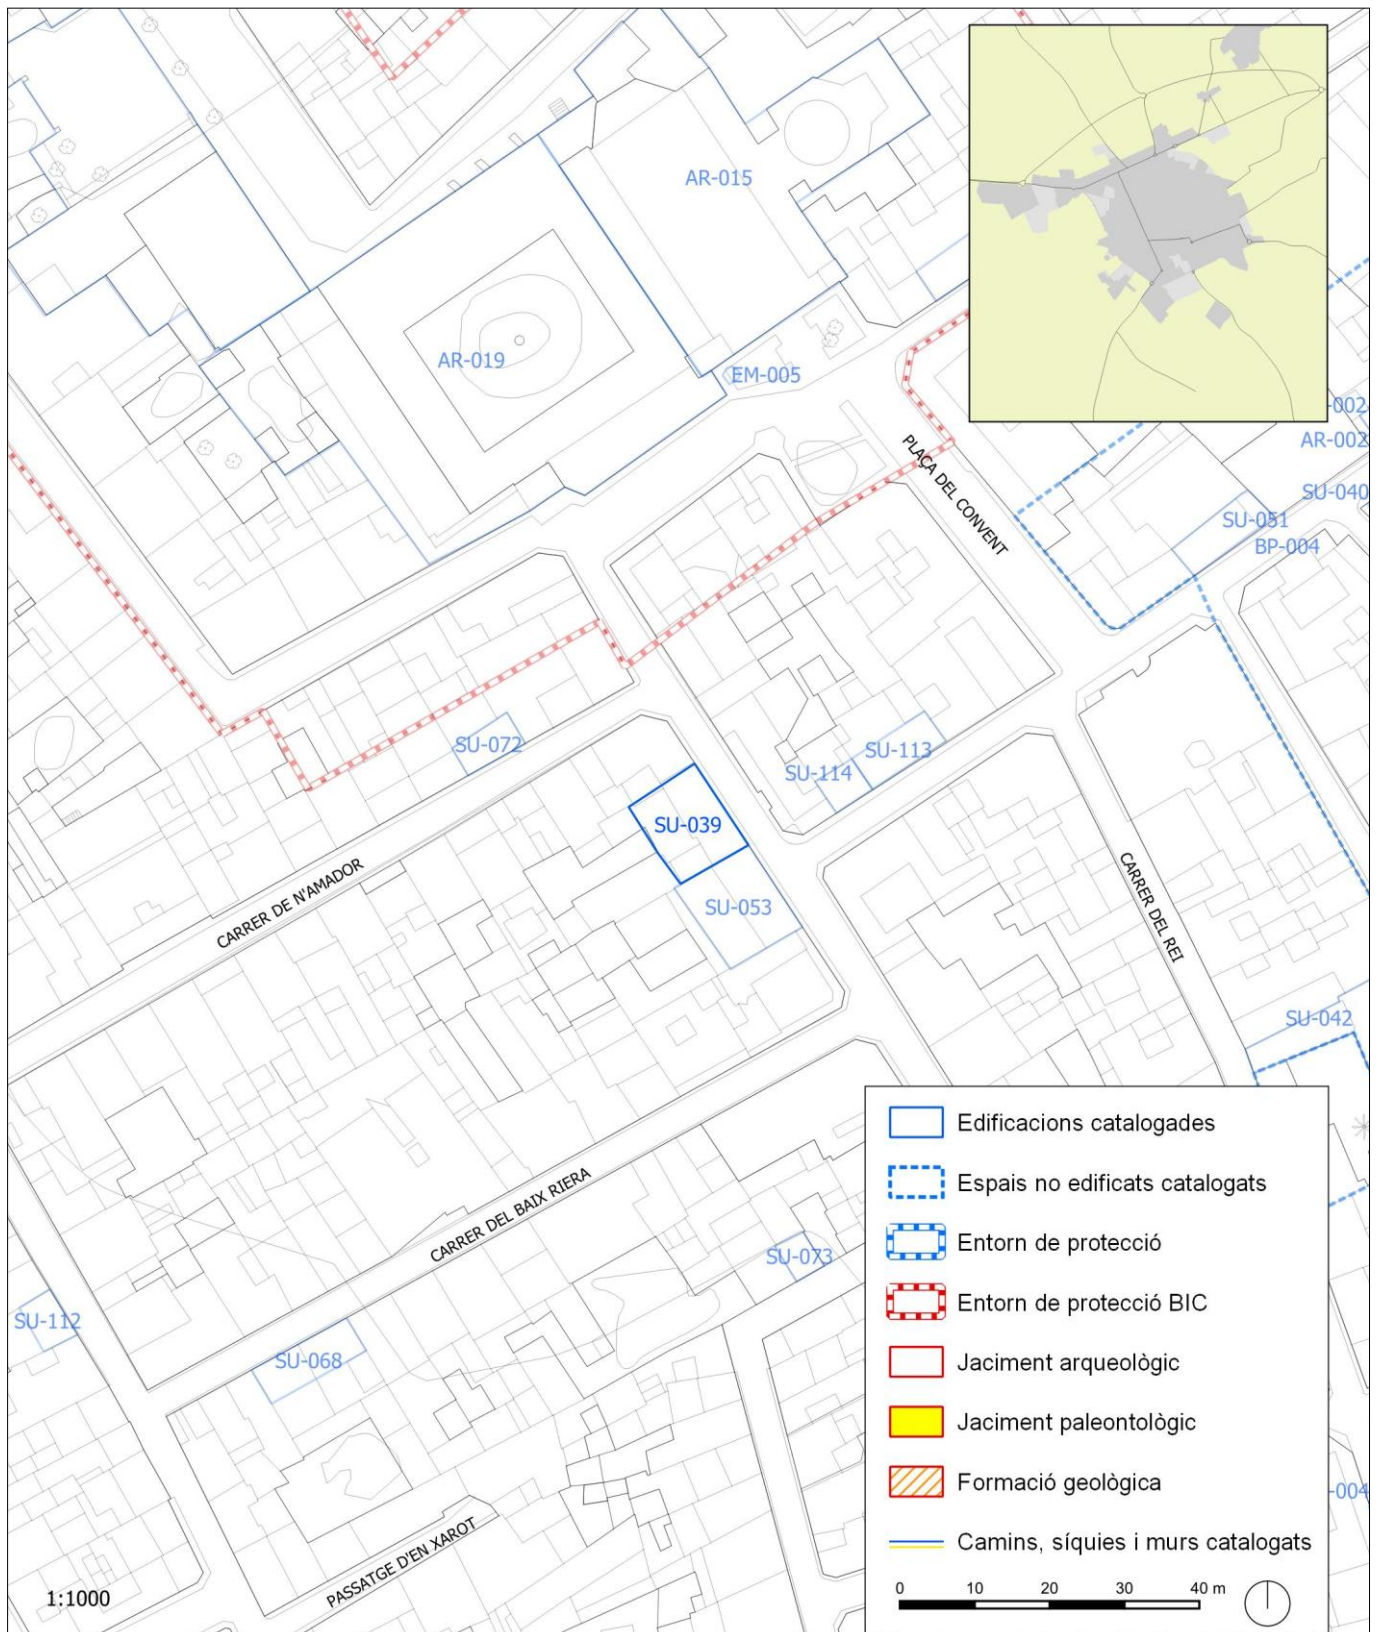 AR-015
AR-019
EM-005
-002
AR-002
PLAÇA DEL CONVENT
SU-040
SU-051
BP-004
SU-072
SU-113
SU-114
SU-039
CARRER DE N'AMADOR
CARRER DEL REI
SU-053
SU-042
CARRER DEL BAIX RIERA
SU-073
SU-112
SU-068
-004
PASSATGE D'EN XAROT
1:1000
Edificacions catalogades
Espais no edificats catalogats
Entorn de protecció
Entorn de protecció BIC
Jaciment arqueològic
Jaciment paleontològic
Formació geològica
Camins, síquies i murs catalogats
0 10 20 30 40 m